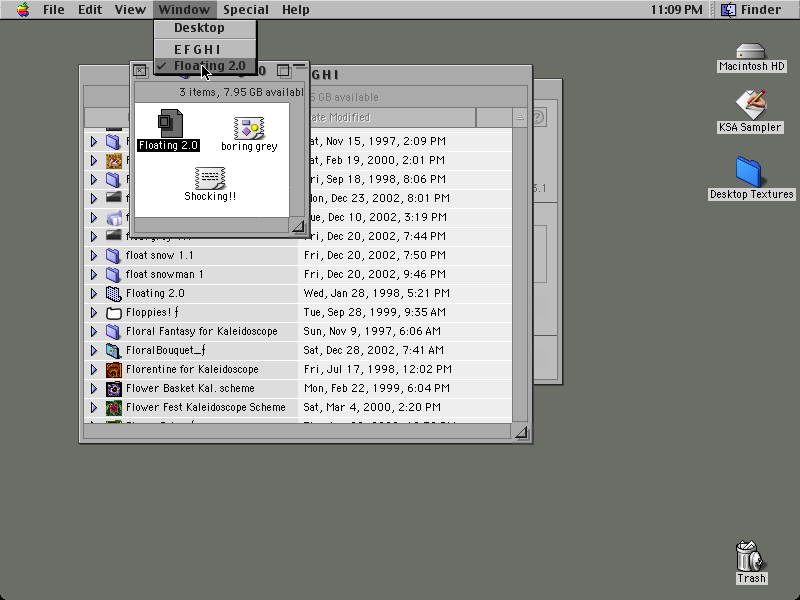 File Edit View Window Special Help 11:09 PM Finder
Desktop
E F G H I
✓ Floating 2.0
0
GHI
3 items, 7.95 GB availabl
5 GB available
ate Modified
Floating 2.0
boring grey
Shocking!!
Macintosh HD
KSA Sampler
Desktop Textures
3.1
F at, Nov 15, 1997, 2:09 PM
F at, Feb 19, 2000, 2:01 PM
F ri, Sep 18, 1998, 8:06 PM
f on, Dec 23, 2002, 8:01 PM
f ue, Dec 10, 2002, 3:19 PM
ri, Dec 20, 2002, 7:44 PM
float snow 1.1 Fri, Dec 20, 2002, 7:50 PM
float snowman 1 Fri, Dec 20, 2002, 9:46 PM
Floating 2.0 Wed, Jan 28, 1998, 5:21 PM
Floppies! ƒ Tue, Sep 28, 1999, 9:35 AM
Floral Fantasy for Kaleidoscope Sun, Nov 9, 1997, 6:06 AM
FloralBouquet_ƒ Sat, Dec 28, 2002, 7:41 AM
Florentine for Kaleidoscope Fri, Jul 17, 1998, 12:02 PM
Flower Basket Kal. scheme Mon, Feb 22, 1999, 6:04 PM
Flower Fest Kaleidoscope Scheme Sat, Mar 4, 2000, 2:20 PM
Trash